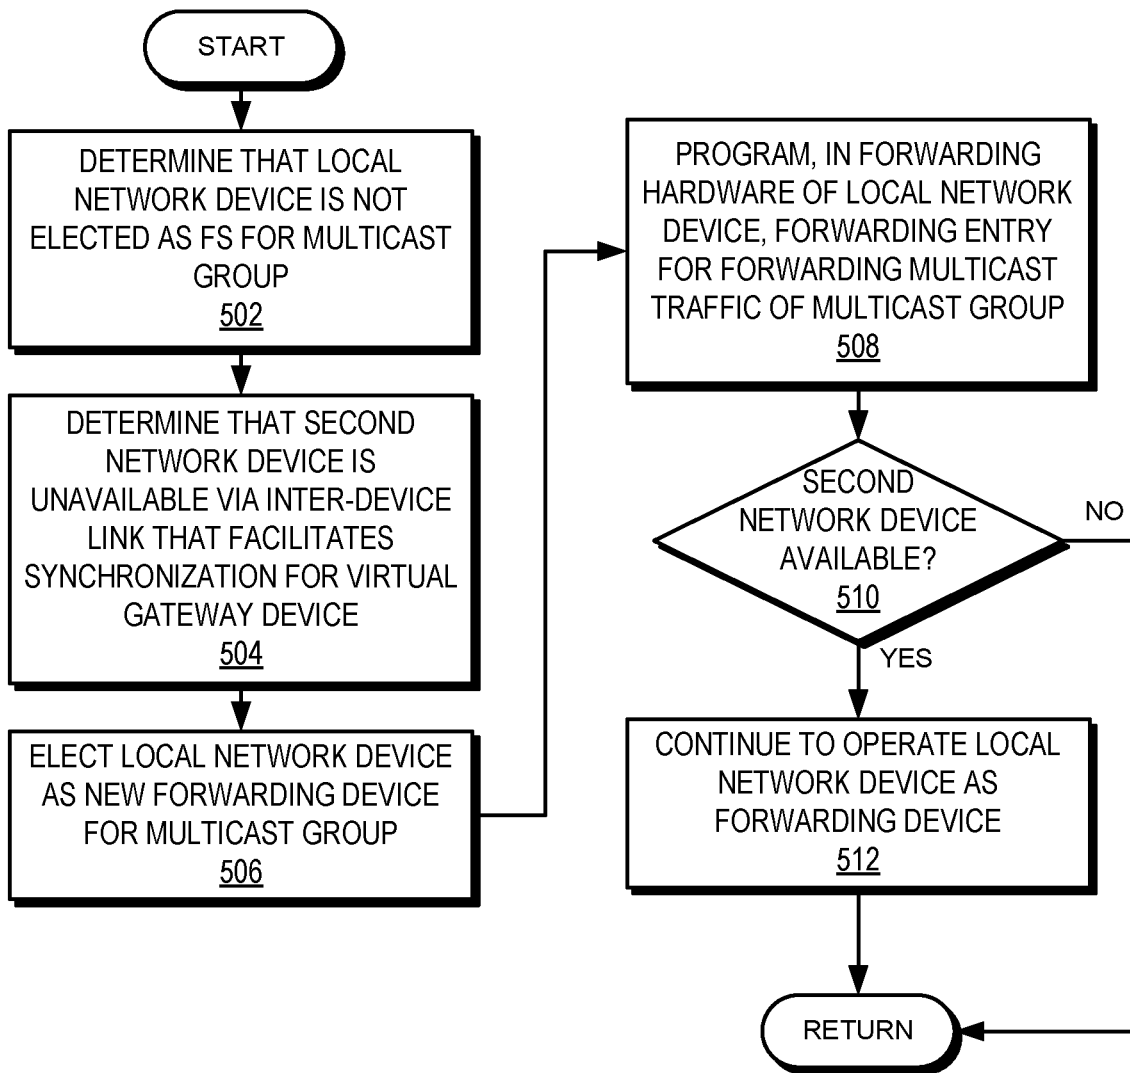 START
DETERMINE THAT LOCAL
NETWORK DEVICE IS NOT
ELECTED AS FS FOR MULTICAST
GROUP
502
DETERMINE THAT SECOND
NETWORK DEVICE IS
UNAVAILABLE VIA INTER-DEVICE
LINK THAT FACILITATES
SYNCHRONIZATION FOR VIRTUAL
GATEWAY DEVICE
504
ELECT LOCAL NETWORK DEVICE
AS NEW FORWARDING DEVICE
FOR MULTICAST GROUP
506
PROGRAM, IN FORWARDING
HARDWARE OF LOCAL NETWORK
DEVICE, FORWARDING ENTRY
FOR FORWARDING MULTICAST
TRAFFIC OF MULTICAST GROUP
508
SECOND
NETWORK DEVICE
AVAILABLE?
510
NO
YES
CONTINUE TO OPERATE LOCAL
NETWORK DEVICE AS
FORWARDING DEVICE
512
RETURN